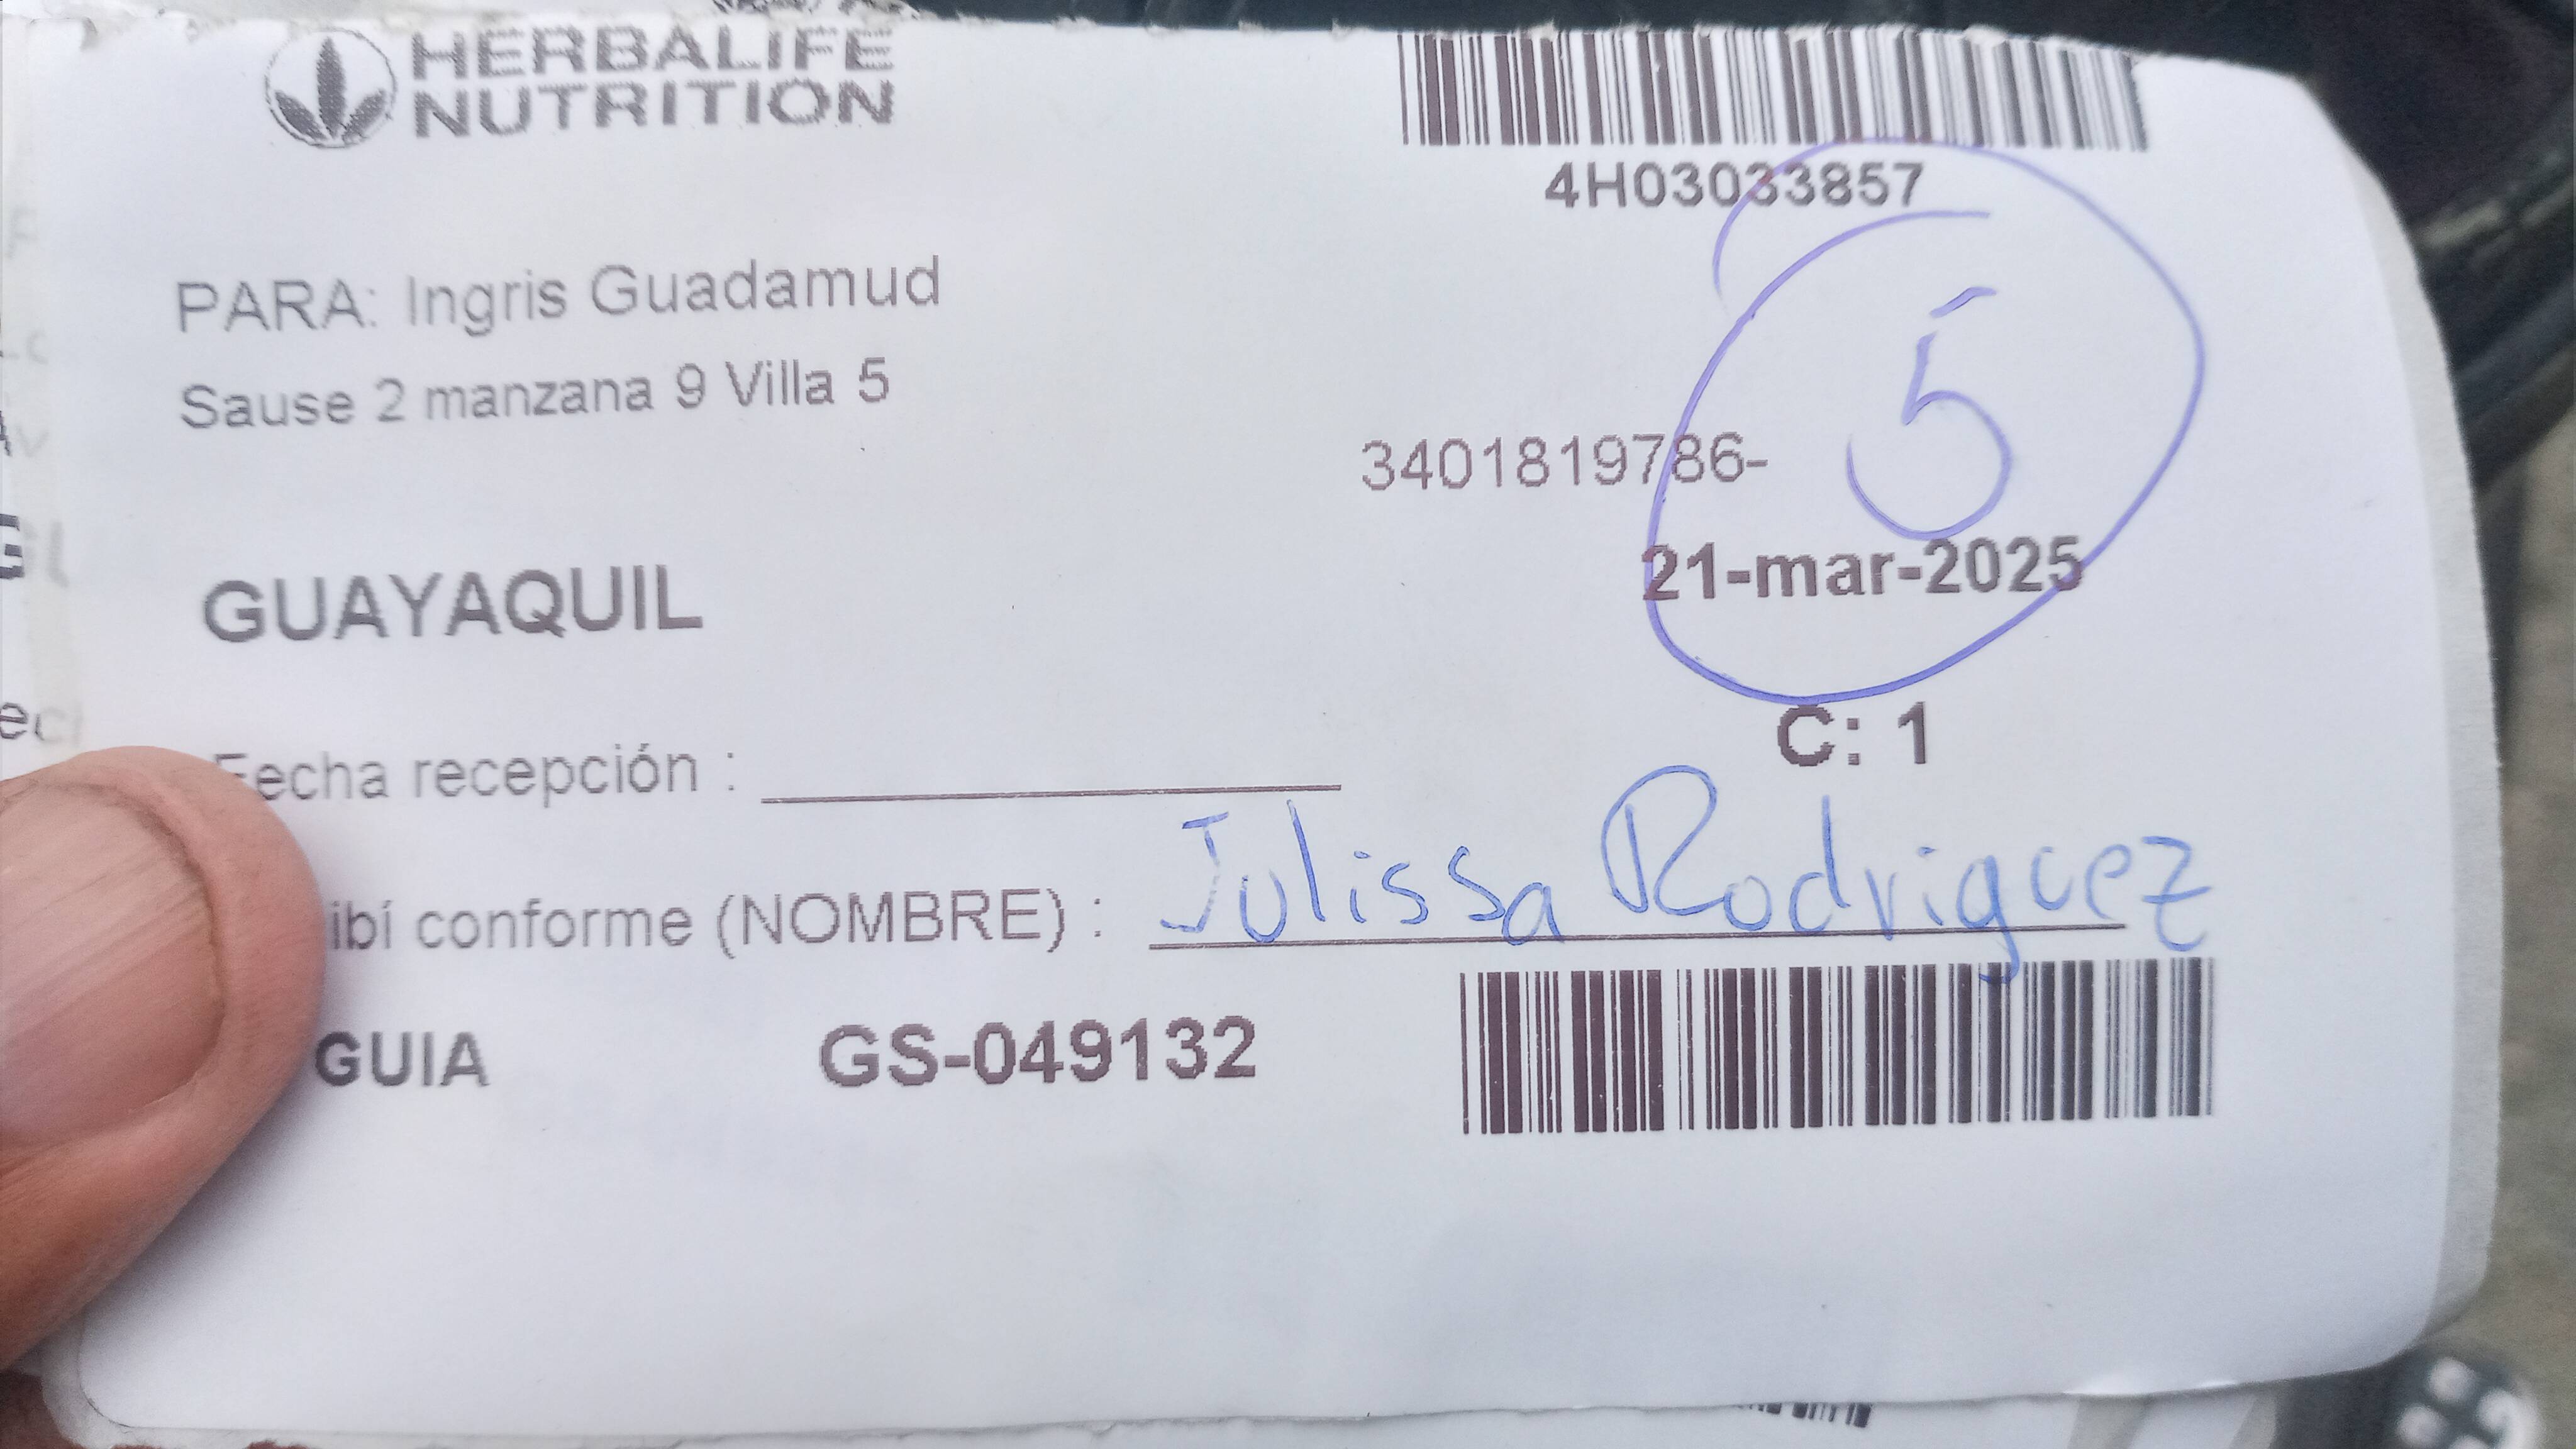 HERBALIFE
NUTRITION
4H03033857
PARA: Ingris Guadamud
Sause 2 manzana 9 Villa 5
5
3401819786-
21-mar-2025
GUAYAQUIL
C: 1
Fecha recepción :
ibí conforme (NOMBRE) : Julissa Rodriguez
GUIA GS-049132